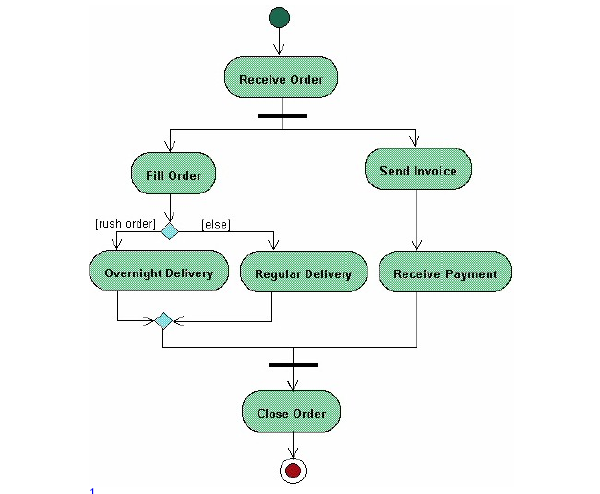 Receive Order
Fill Order
Send Invoice
[rush order]
[else]
Overnight Delivery
Regular Delivery
Receive Payment
Close Order
1